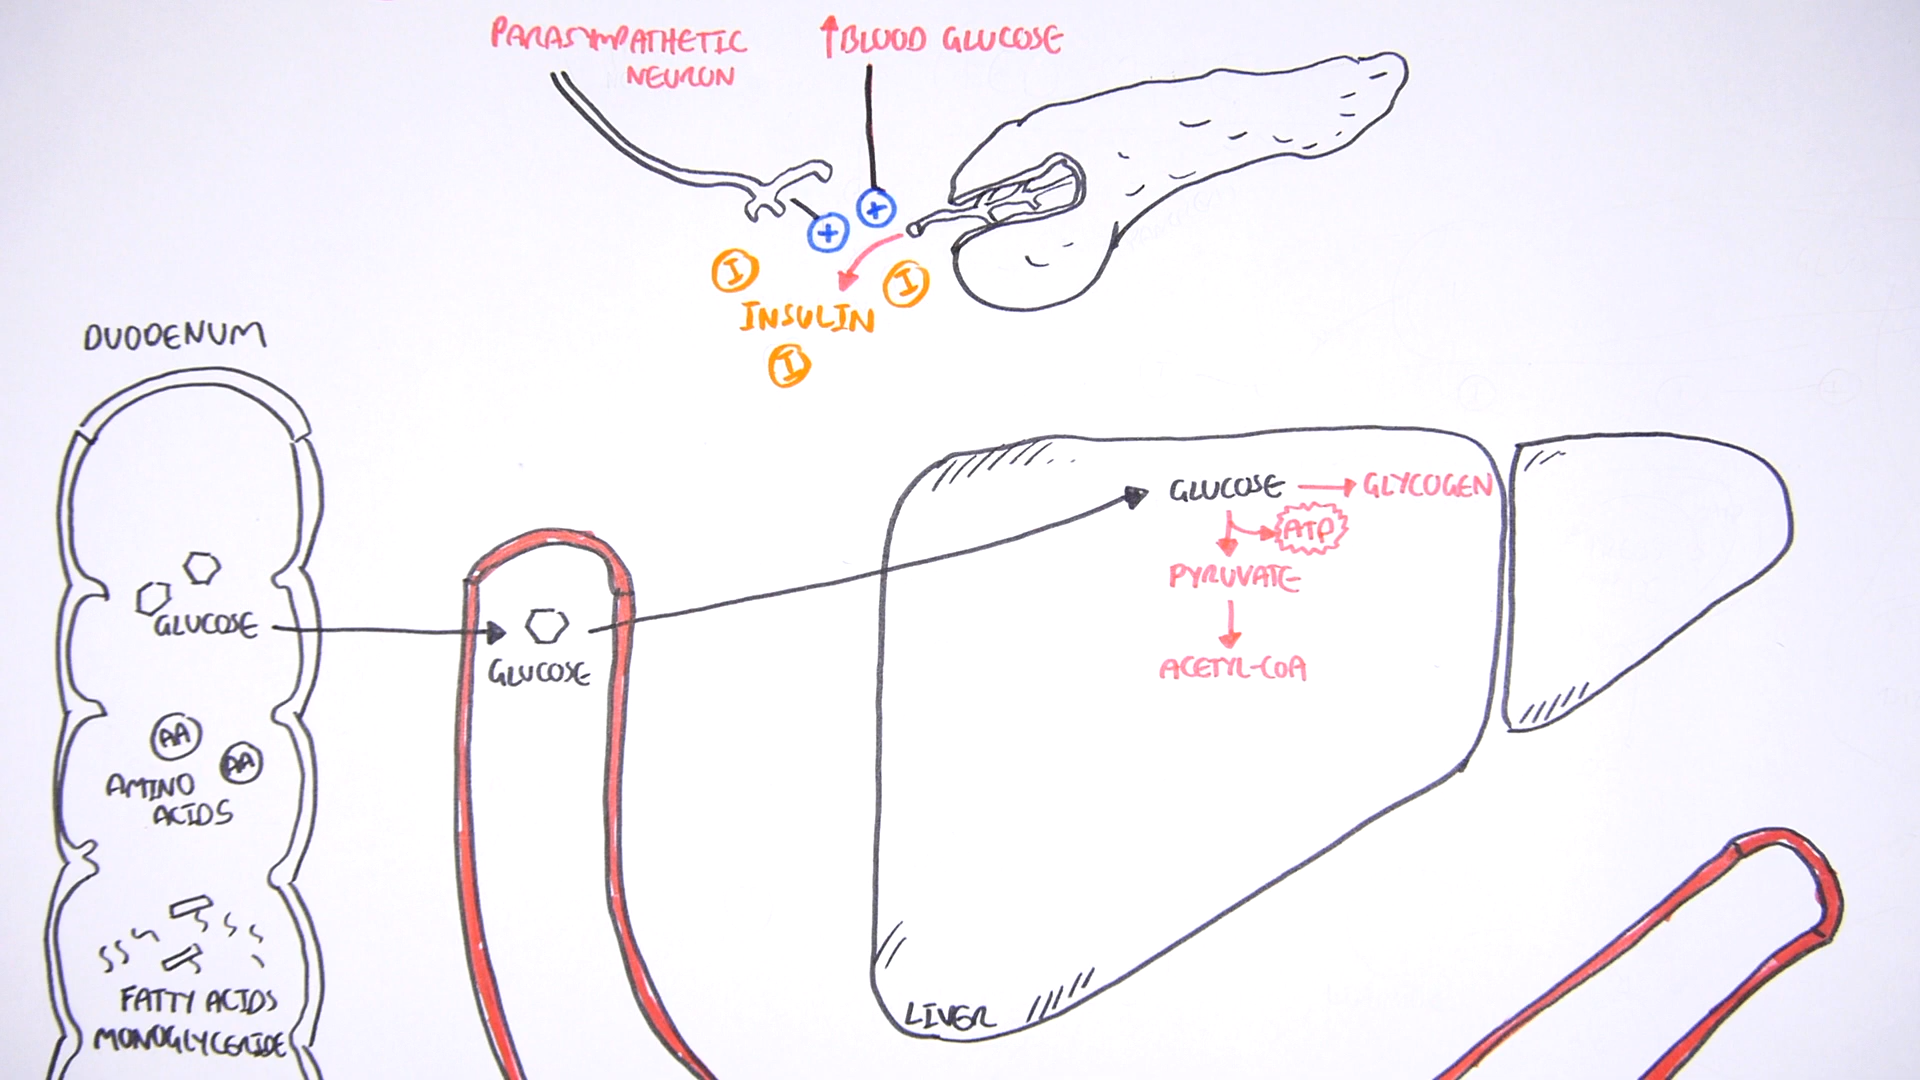 PARASYMPATHETIC
NEURON
↑BLOOD GLUCOSE
+
+
I
I
INSULIN
I
DUODENUM
GLUCOSE
GLUCOSE
AA
AA
AMINO
ACIDS
FATTY ACIDS
MONOGLYCERIDE
GLUCOSE → GLYCOGEN
ATP
PYRUVATE
ACETYL-COA
LIVER